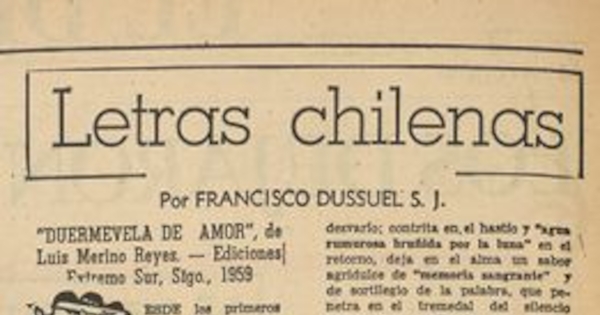 Letras chilenas
Por FRANCISCO DUSSUEL S. J.
"DUERMEVELA DE AMOR", de
Luis Merino Reyes. — Ediciones
Extremo Sur, Stgo., 1959
ESDE los primeros
desvarío; contrita en el hastío y "agua
rumorosa bruñida por la luna" en el
retorno, deja en el alma un sabor
agridulce de "memoria sangrante" y
de sortilegio de la palabra, que pe-
netra en el tremedal del silencio